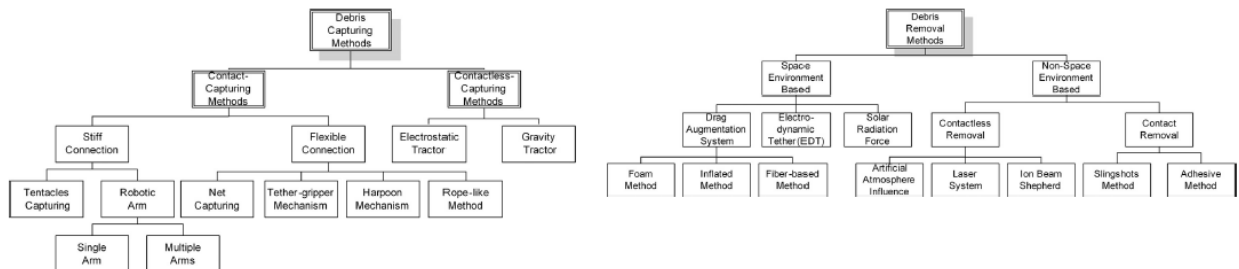 Debris
Capturing
Methods
Contact-
Capturing
Methods
Contactless-
Capturing
Methods
Stiff
Connection
Flexible
Connection
Electrostatic
Tractor
Gravity
Tractor
Tentacles
Capturing
Robotic
Arm
Net
Capturing
Tether-gripper
Mechanism
Harpoon
Mechanism
Rope-like
Method
Single
Arm
Multiple
Arms
Debris
Removal
Methods
Space
Environment
Based
Non-Space
Environment
Based
Drag
Augmentation
System
Electro-
dynamic
Tether (EDT)
Solar
Radiation
Force
Contactless
Removal
Contact
Removal
Foam
Method
Inflated
Method
Fiber-based
Method
Artificial
Atmosphere
Influence
Laser
System
Ion Beam
Shepherd
Slingshots
Method
Adhesive
Method